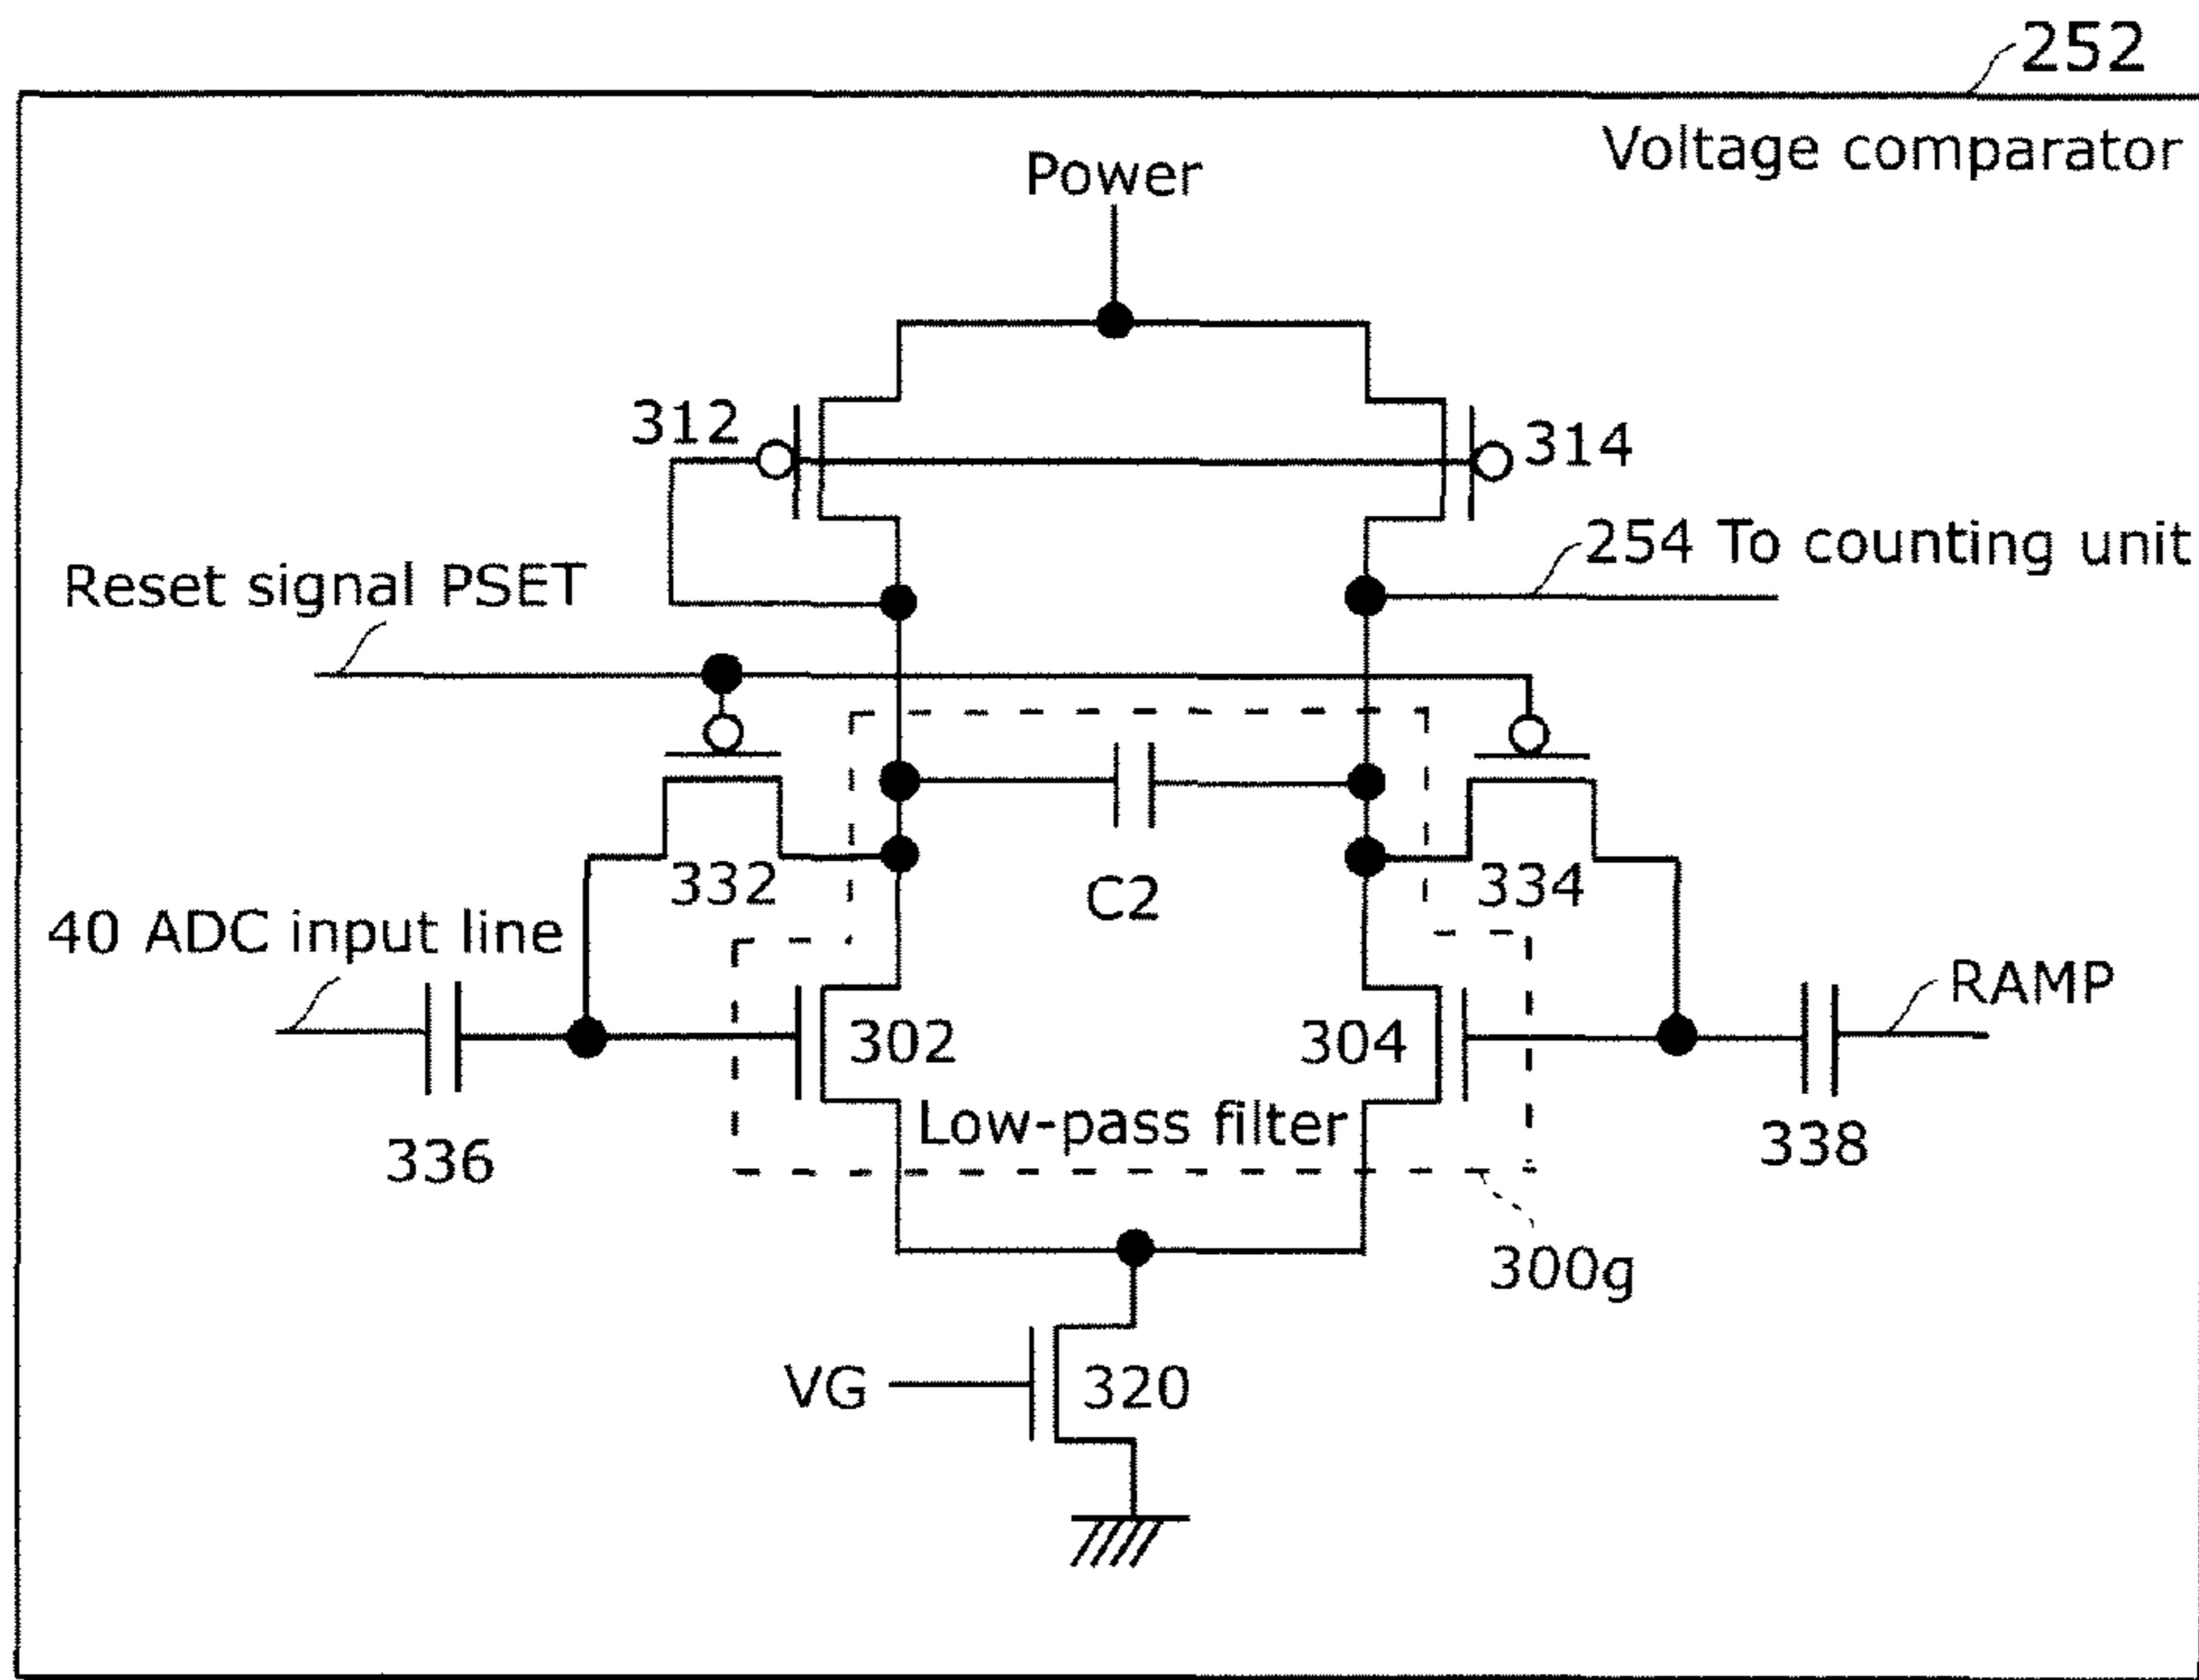 252
Voltage comparator
Power
312
314
254 To counting unit
Reset signal PSET
332
C2
334
40 ADC input line
302
304
RAMP
Low-pass filter
336
338
300g
VG
320